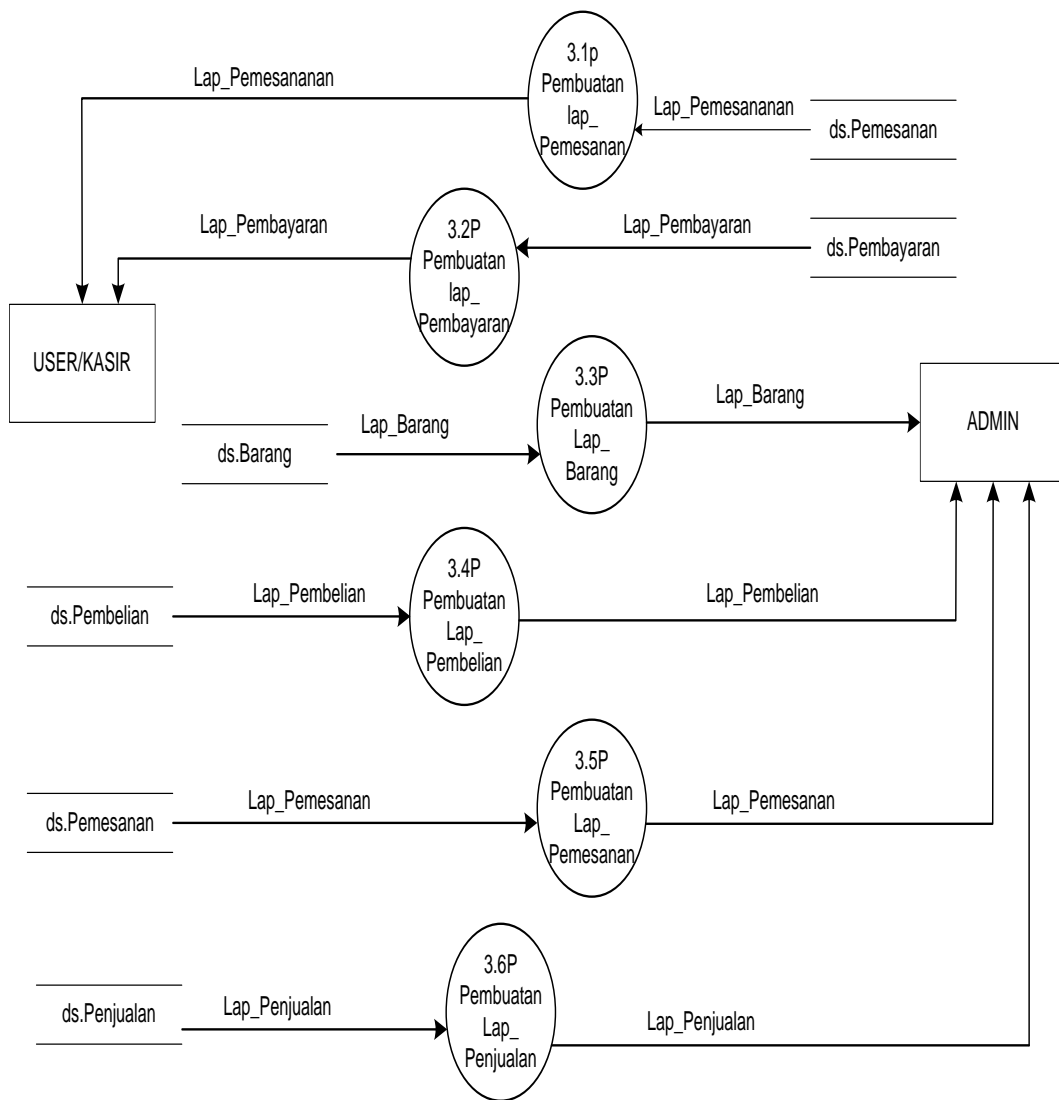 3.1p
Pembuatan
lap_
Pemesanan
Lap_Pemesananan
Lap_Pemesananan
ds.Pemesanan
3.2P
Pembuatan
lap_
Pembayaran
Lap_Pembayaran
Lap_Pembayaran
ds.Pembayaran
USER/KASIR
3.3P
Pembuatan
Lap_
Barang
Lap_Barang
Lap_Barang
ds.Barang
ADMIN
3.4P
Pembuatan
Lap_
Pembelian
ds.Pembelian
Lap_Pembelian
Lap_Pembelian
3.5P
Pembuatan
Lap_
Pemesanan
ds.Pemesanan
Lap_Pemesanan
Lap_Pemesanan
3.6P
Pembuatan
Lap_
Penjualan
ds.Penjualan
Lap_Penjualan
Lap_Penjualan